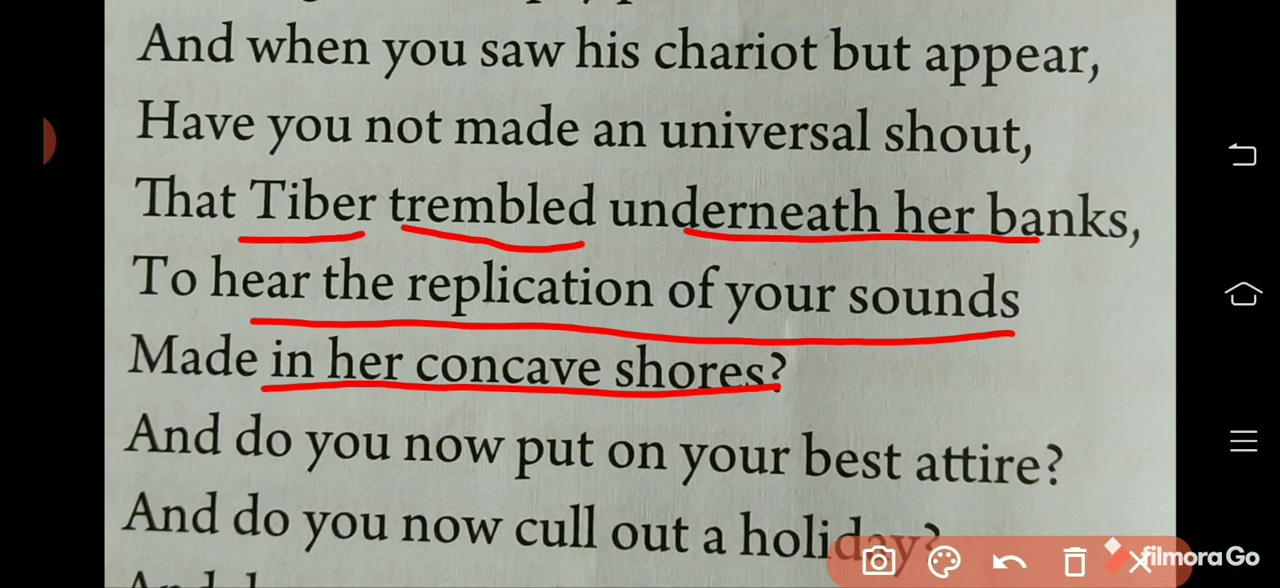 And when you saw his chariot but appear,
Have you not made an universal shout,
That Tiber trembled underneath her banks,
To hear the replication of your sounds
Made in her concave shores?
And do you now put on your best attire?
And do you now cull out a holiday?
filmora Go